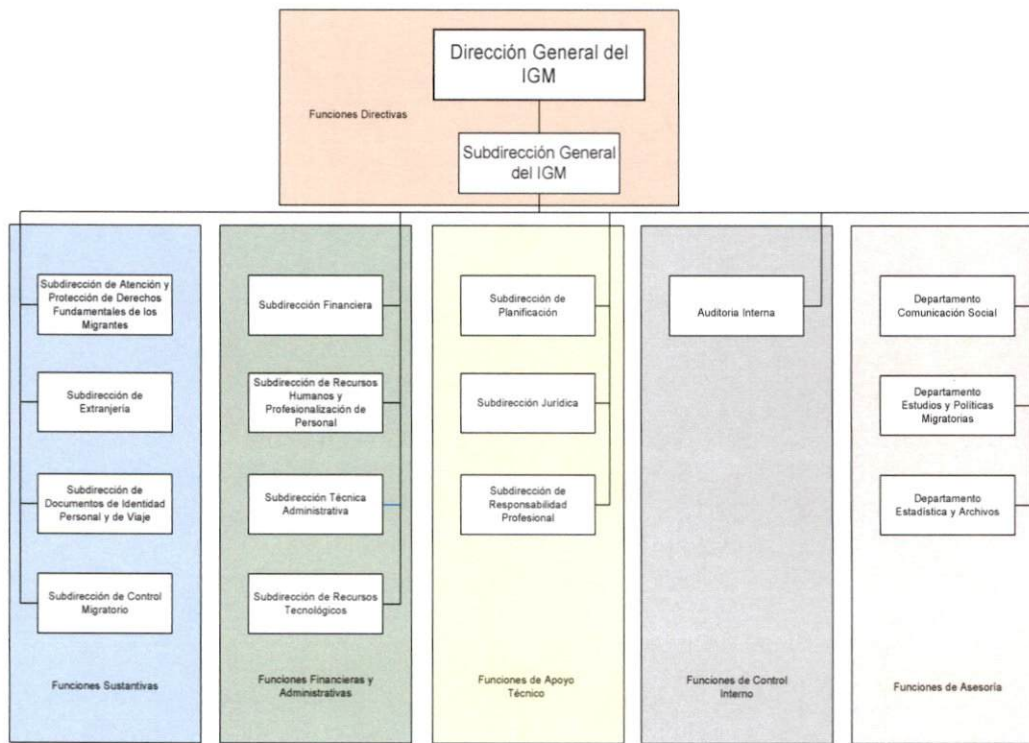 Dirección General del
IGM
Funciones Directivas
Subdirección General
del IGM
Subdirección de Atención y
Protección de Derechos
Fundamentales de los
Migrantes
Subdirección de
Extranjería
Subdirección de
Documentos de Identidad
Personal y de Viaje
Subdirección de Control
Migratorio
Funciones Sustantivas
Subdirección Financiera
Subdirección de Recursos
Humanos y
Profesionalización de
Personal
Subdirección Técnica
Administrativa
Subdirección de Recursos
Tecnológicos
Funciones Financieras y
Administrativas
Subdirección de
Planificación
Subdirección Jurídica
Subdirección de
Responsabilidad
Profesional
Funciones de Apoyo
Técnico
Auditoria Interna
Funciones de Control
Interno
Departamento
Comunicación Social
Departamento
Estudios y Políticas
Migratorias
Departamento
Estadística y Archivos
Funciones de Asesoría